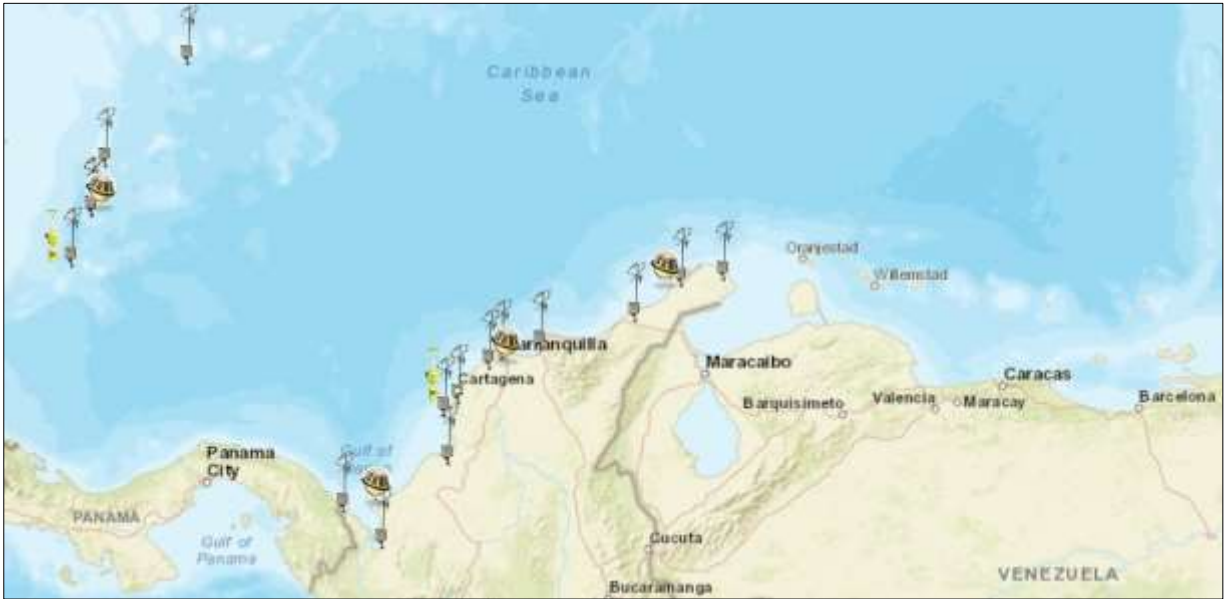 Caribbean
Sea
Oranjestad
Willemstad
Barranquilla
Maracaibo
Cartagena
Caracas
Barquisimeto
Valencia
Maracay
Barcelona
Panama
City
Gulf of
PANAMÁ
Gulf of
Panama
Cucuta
VENEZUELA
Bucaramanga